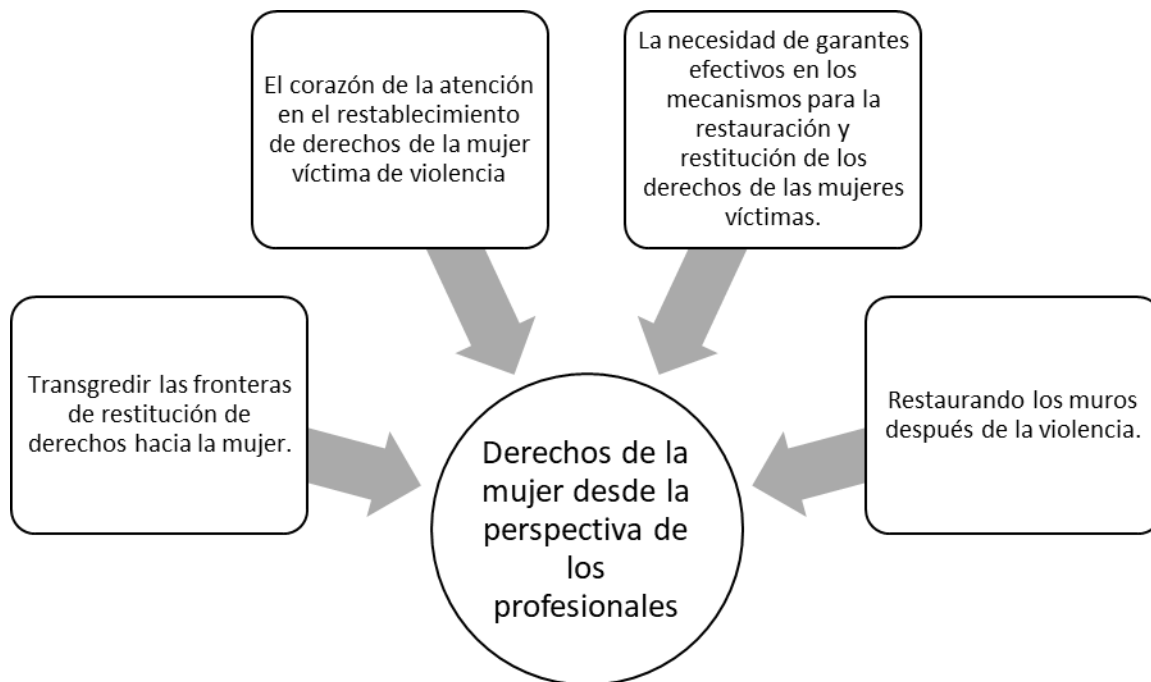 El corazón de la atención
en el restablecimiento
de derechos de la mujer
víctima de violencia
La necesidad de garantes
efectivos en los
mecanismos para la
restauración y
restitución de los
derechos de las mujeres
víctimas.
Transgredir las fronteras
de restitución de
derechos hacia la mujer.
Restaurando los muros
después de la violencia.
Derechos de la
mujer desde la
perspectiva de
los
profesionales